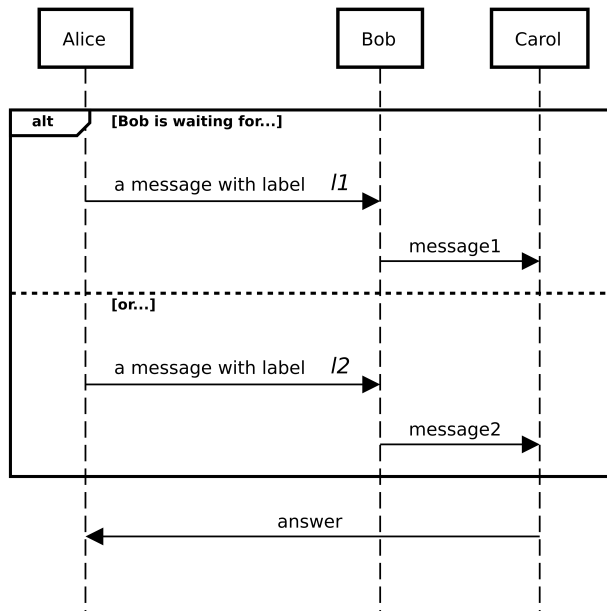 Alice Bob Carol
alt [Bob is waiting for...]
a message with label l1
message1
[or...]
a message with label l2
message2
answer